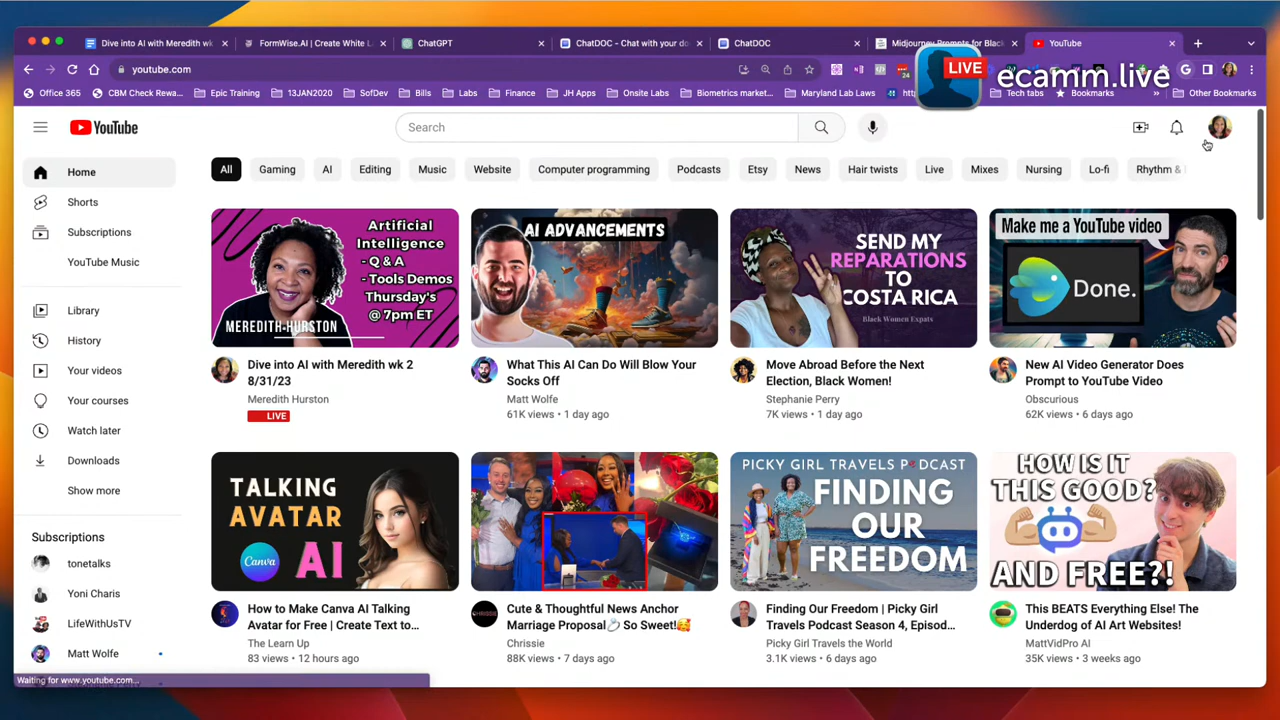 Dive into AI with Meredith wk
FormWise.AI | Create White L
ChatGPT
ChatDOC - Chat with your do
ChatDOC
Midjourney Prompts for Black
YouTube
youtube.com
24
LIVE
ecamm.live
Office 365
CBM Check Rewa...
Epic Training
13JAN2020
SofDev
Bills
Labs
Finance
JH Apps
Onsite Labs
Biometrics market...
Maryland Lab Laws
Tech tabs
Bookmarks
Other Bookmarks
YouTube
Search
All
Gaming
AI
Editing
Music
Website
Computer programming
Podcasts
Etsy
News
Hair twists
Live
Mixes
Nursing
Lo-fi
Rhythm &
Home
Shorts
Subscriptions
YouTube Music
Library
History
Your videos
Your courses
Watch later
Downloads
Show more
Subscriptions
tonetalks
Yoni Charis
LifeWithUsTV
Matt Wolfe
Artificial
Intelligence
- Q & A
- Tools Demos
Thursday's
@ 7pm ET
MEREDITH HURSTON
Dive into AI with Meredith wk 2
8/31/23
Meredith Hurston
LIVE
AI ADVANCEMENTS
What This AI Can Do Will Blow Your
Socks Off
Matt Wolfe
61K views • 1 day ago
SEND MY
REPARATIONS
TO
COSTA RICA
Black Women Expats
Move Abroad Before the Next
Election, Black Women!
Stephanie Perry
7K views • 1 day ago
Make me a YouTube video
Done.
New AI Video Generator Does
Prompt to YouTube Video
Obscurious
62K views • 6 days ago
TALKING
AVATAR
Canva
AI
How to Make Canva AI Talking
Avatar for Free | Create Text to...
The Learn Up
83 views • 12 hours ago
Cute & Thoughtful News Anchor
Marriage Proposal💍 So Sweet!🥰
Chrissie
88K views • 7 days ago
PICKY GIRL TRAVELS PODCAST
FINDING
OUR
FREEDOM
Finding Our Freedom | Picky Girl
Travels Podcast Season 4, Episod...
Picky Girl Travels the World
3.1K views • 6 days ago
HOW IS IT
THIS GOOD?
AND FREE?!
This BEATS Everything Else! The
Underdog of AI Art Websites!
MattVidPro AI
35K views • 3 weeks ago
Waiting for www.youtube.com...